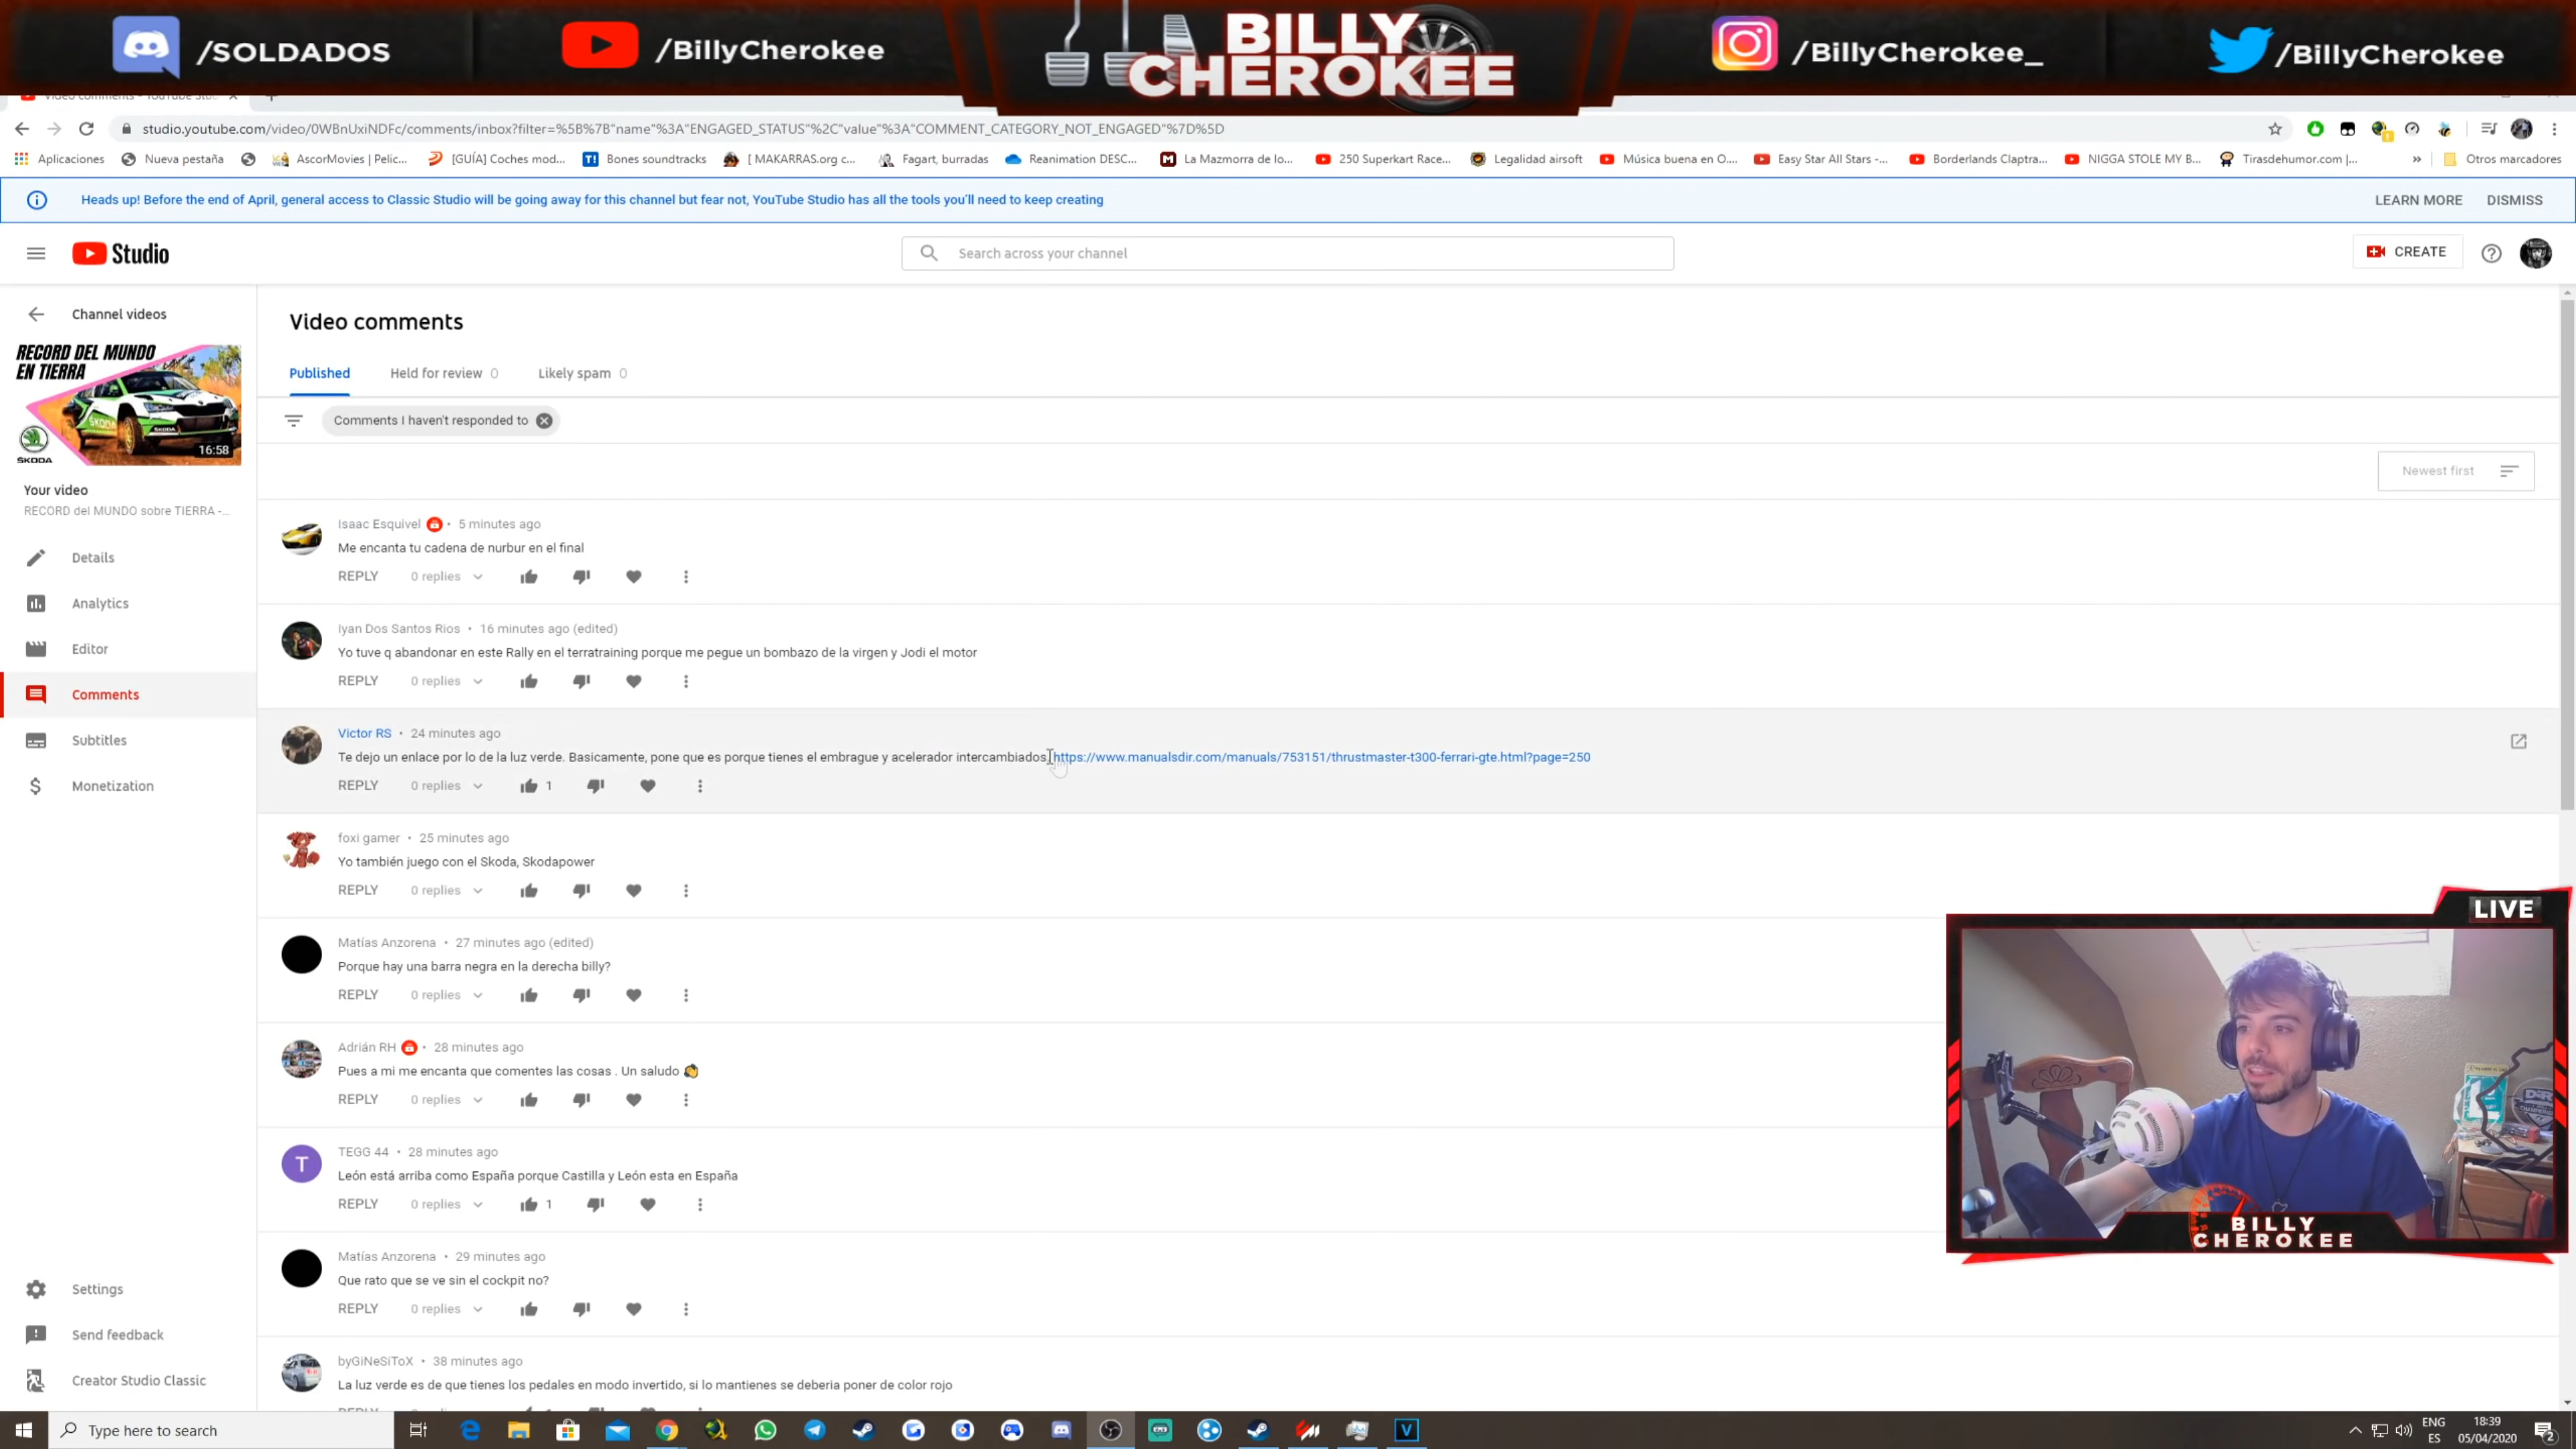 /SOLDADOS
/BillyCherokee
BILLY
CHEROKEE
/BillyCherokee_
/BillyCherokee
studio.youtube.com/video/0WBnUxiNDFc/comments/inbox?filter=%5B%7B"name"%3A"ENGAGED_STATUS"%2C"value"%3A"COMMENT_CATEGORY_NOT_ENGAGED"%7D%5D
Aplicaciones Nueva pestaña AscorMovies | Pelic... [GUÍA] Coches mod... Bones soundtracks [ MAKARRAS.org c... Fagart, burradas Reanimation DESC... La Mazmorra de lo... 250 Superkart Race... Legalidad airsoft Música buena en O.... Easy Star All Stars -... Borderlands Claptra... NIGGA STOLE MY B... Tirasdehumor.com |... » Otros marcadores
Heads up! Before the end of April, general access to Classic Studio will be going away for this channel but fear not, YouTube Studio has all the tools you'll need to keep creating LEARN MORE DISMISS
Studio Search across your channel CREATE
Channel videos
RECORD DEL MUNDO
EN TIERRA
SKODA
16:58
Your video
RECORD del MUNDO sobre TIERRA -...
Details
Analytics
Editor
Comments
Subtitles
Monetization
Settings
Send feedback
Creator Studio Classic
Video comments
Published Held for review 0 Likely spam 0
Comments I haven't responded to
Newest first
Isaac Esquivel • 5 minutes ago
Me encanta tu cadena de nurbur en el final
REPLY 0 replies
Iyan Dos Santos Rios • 16 minutes ago (edited)
Yo tuve q abandonar en este Rally en el terratraining porque me pegue un bombazo de la virgen y Jodi el motor
REPLY 0 replies
Victor RS • 24 minutes ago
Te dejo un enlace por lo de la luz verde. Basicamente, pone que es porque tienes el embrague y acelerador intercambiados https://www.manualsdir.com/manuals/753151/thrustmaster-t300-ferrari-gte.html?page=250
REPLY 0 replies 1
foxi gamer • 25 minutes ago
Yo también juego con el Skoda, Skodapower
REPLY 0 replies
Matías Anzorena • 27 minutes ago (edited)
Porque hay una barra negra en la derecha billy?
REPLY 0 replies
Adrián RH • 28 minutes ago
Pues a mi me encanta que comentes las cosas . Un saludo
REPLY 0 replies
T
TEGG 44 • 28 minutes ago
León está arriba como España porque Castilla y León esta en España
REPLY 0 replies 1
Matías Anzorena • 29 minutes ago
Que rato que se ve sin el cockpit no?
REPLY 0 replies
byGiNeSiToX • 38 minutes ago
La luz verde es de que tienes los pedales en modo invertido, si lo mantienes se deberia poner de color rojo
LIVE
BILLY
CHEROKEE
Type here to search
ENG
ES
18:39
05/04/2020
2